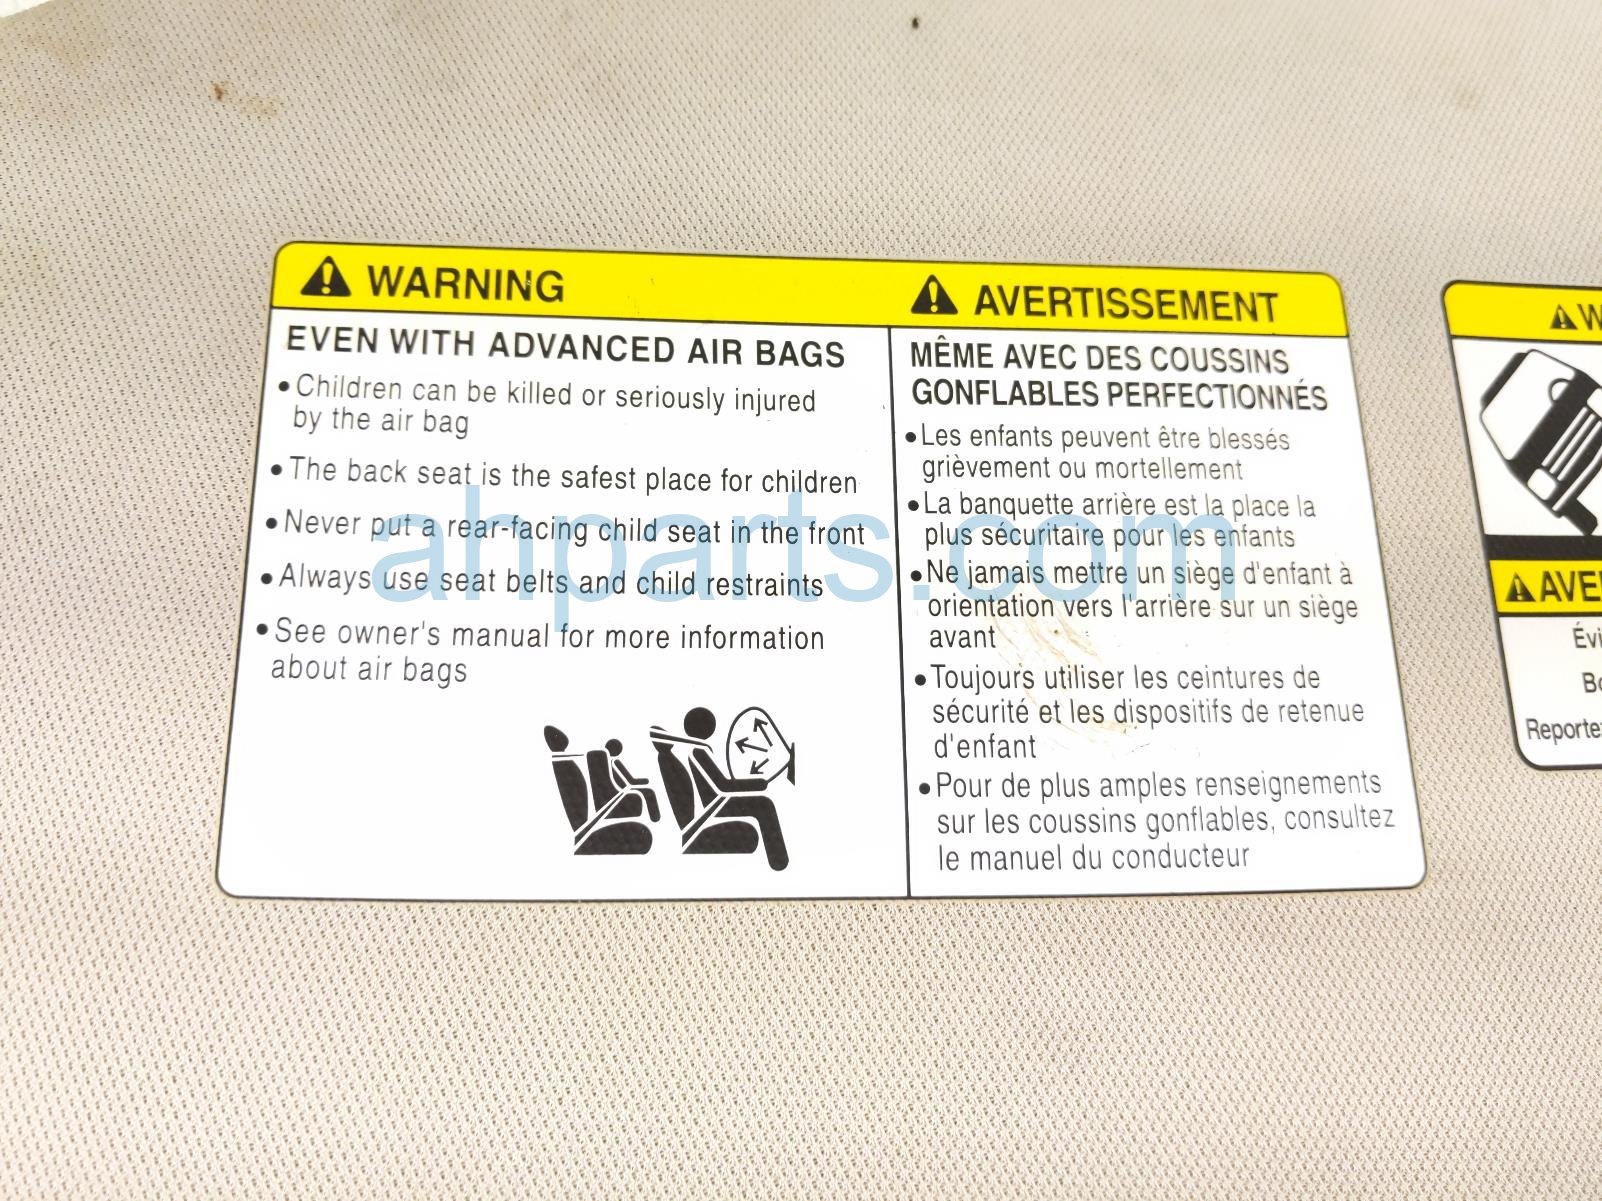 WARNING
EVEN WITH ADVANCED AIR BAGS
•Children can be killed or seriously injured
by the air bag
•The back seat is the safest place for children
•Never put a rear-facing child seat in the front
•Always use seat belts and child restraints
•See owner's manual for more information
about air bags
AVERTISSEMENT
MÊME AVEC DES COUSSINS
GONFLABLES PERFECTIONNÉS
•Les enfants peuvent être blessés
grièvement ou mortellement
•La banquette arrière est la place la
plus sécuritaire pour les enfants
•Ne jamais mettre un siège d'enfant à
orientation vers l'arrière sur un siège
avant
•Toujours utiliser les ceintures de
sécurité et les dispositifs de retenue
d'enfant
•Pour de plus amples renseignements
sur les coussins gonflables, consultez
le manuel du conducteur
ahparts.com